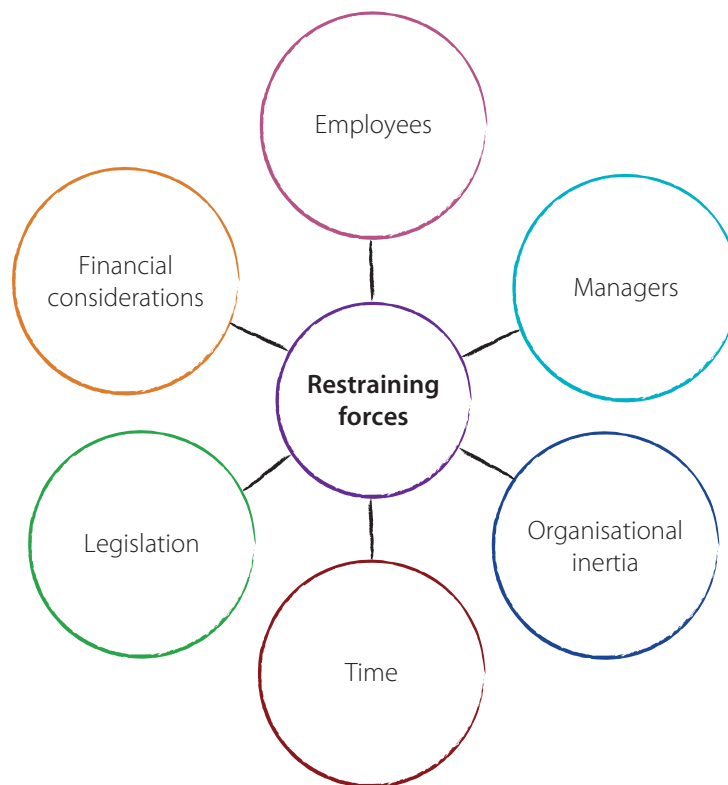 Employees
Financial
considerations
Managers
Restraining
forces
Legislation
Organisational
inertia
Time